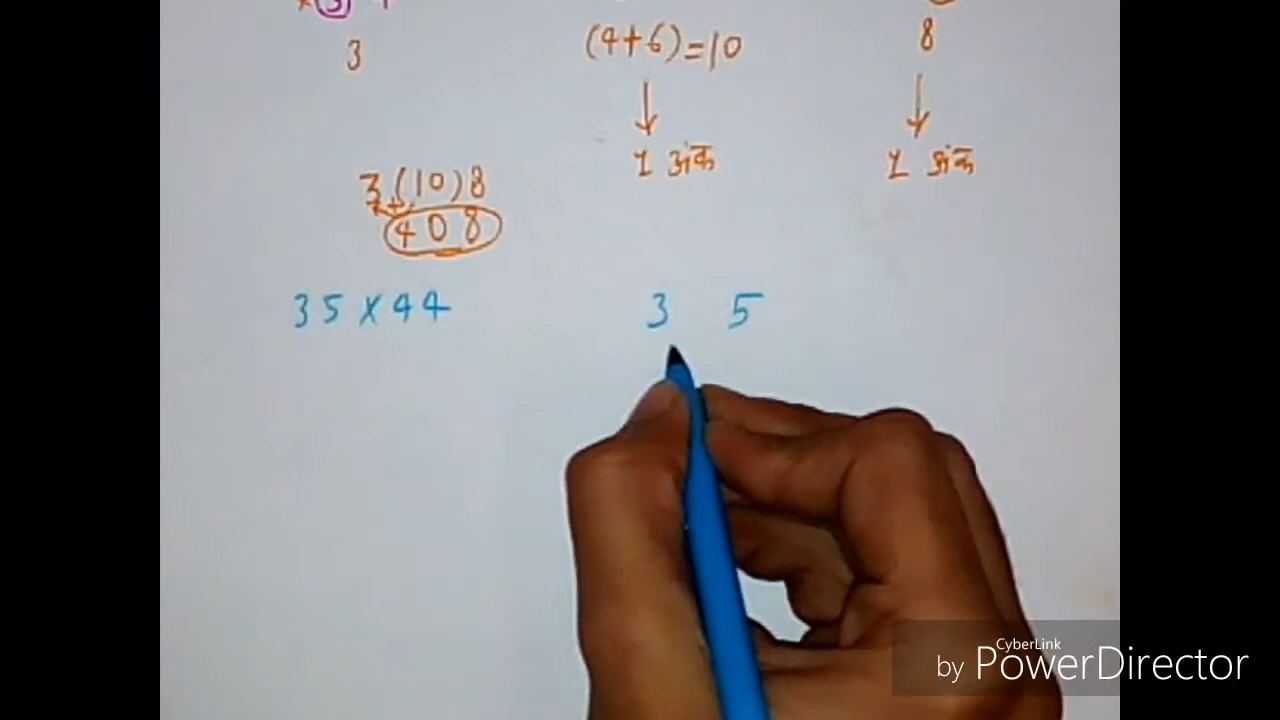 3
(4+6)=10
8
1 अंक
1 अंक
3(10)8
408
35×44
3 5
CyberLink
by PowerDirector